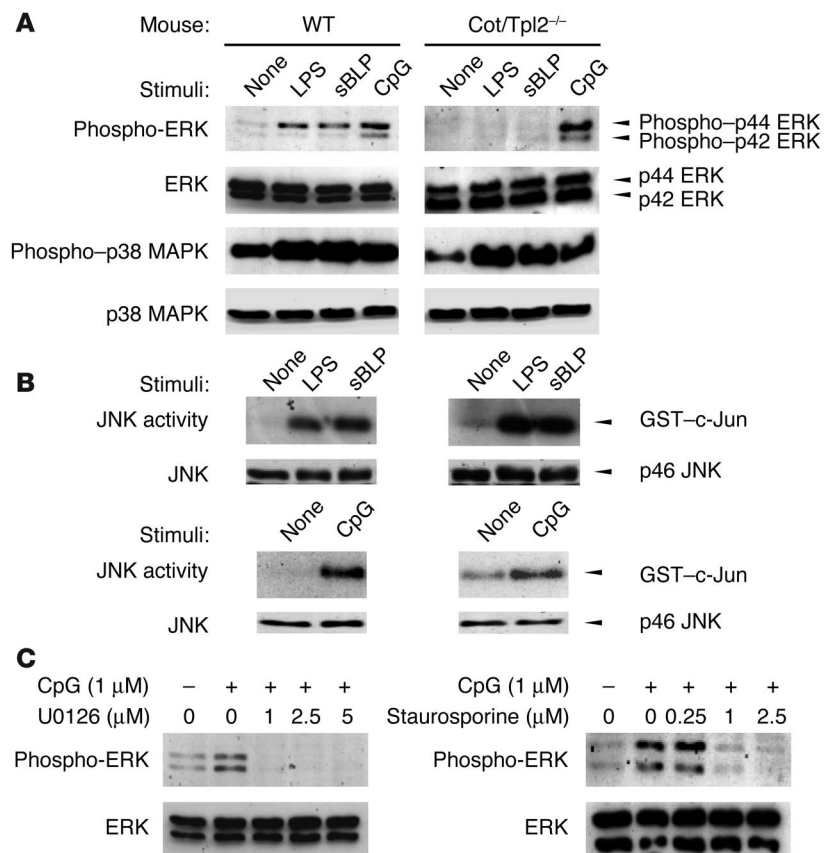 A
Mouse: WT Cot/Tpl2–/–
Stimuli: None LPS sBLP CpG None LPS sBLP CpG
Phospho-ERK Phospho–p44 ERK
Phospho–p42 ERK
ERK p44 ERK
p42 ERK
Phospho–p38 MAPK
p38 MAPK
B
Stimuli: None LPS sBLP None LPS sBLP
JNK activity GST–c-Jun
JNK p46 JNK
Stimuli: None CpG None CpG
JNK activity GST–c-Jun
JNK p46 JNK
C
CpG (1 μM) – + + + + CpG (1 μM) – + + + +
U0126 (μM) 0 0 1 2.5 5 Staurosporine (μM) 0 0 0.25 1 2.5
Phospho-ERK Phospho-ERK
ERK ERK